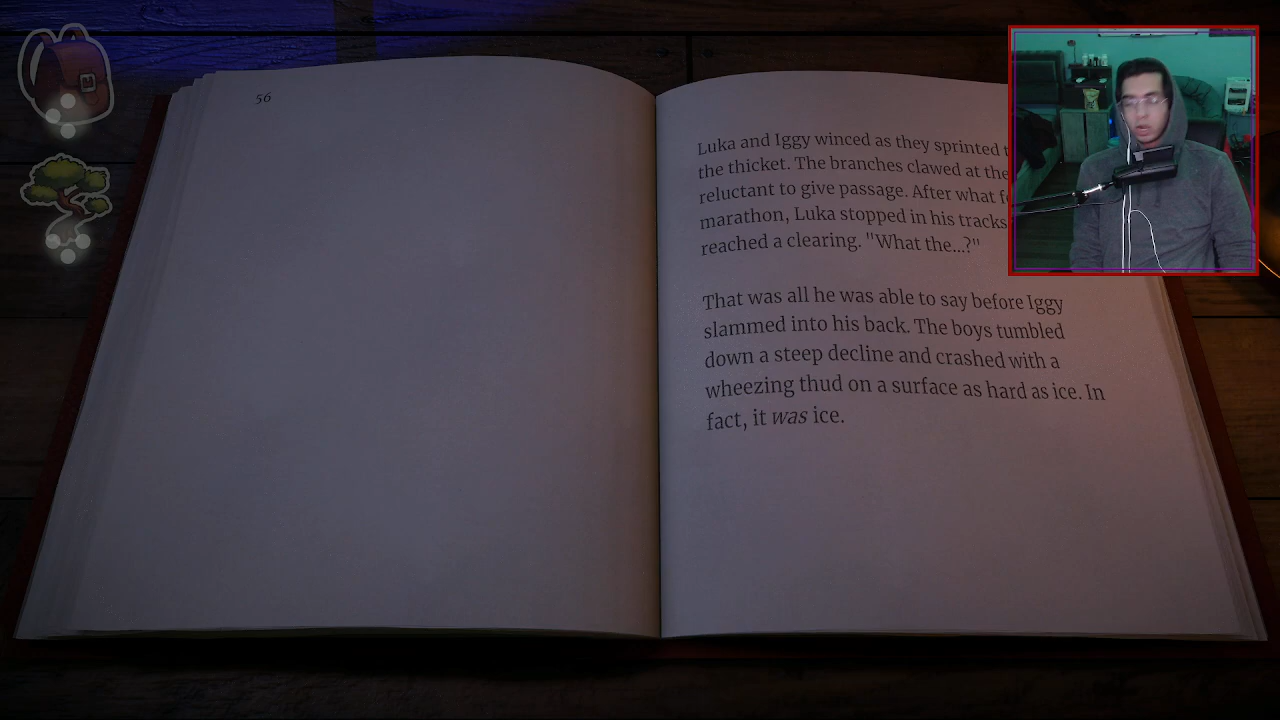 56
Luka and Iggy winced as they sprinted
the thicket. The branches clawed at the
reluctant to give passage. After what
marathon, Luka stopped in his tracks
reached a clearing. "What the...?"
That was all he was able to say before Iggy
slammed into his back. The boys tumbled
down a steep decline and crashed with a
wheezing thud on a surface as hard as ice. In
fact, it was ice.